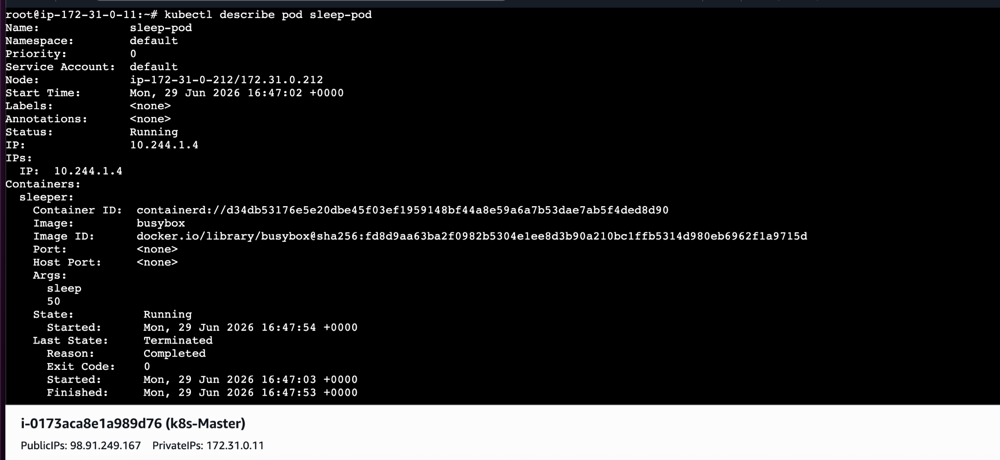 root@ip-172-31-0-11:~# kubectl describe pod sleep-pod
Name:             sleep-pod
Namespace:        default
Priority:         0
Service Account:  default
Node:             ip-172-31-0-212/172.31.0.212
Start Time:       Mon, 29 Jun 2026 16:47:02 +0000
Labels:           <none>
Annotations:      <none>
Status:           Running
IP:               10.244.1.4
IPs:
  IP:  10.244.1.4
Containers:
  sleeper:
    Container ID:  containerd://d34db53176e5e20dbe45f03ef1959148bf44a8e59a6a7b53dae7ab5f4ded8d90
    Image:         busybox
    Image ID:      docker.io/library/busybox@sha256:fd8d9aa63ba2f0982b5304e1ee8d3b90a210bc1ffb5314d980eb6962f1a9715d
    Port:          <none>
    Host Port:     <none>
    Args:
      sleep
      50
    State:          Running
      Started:      Mon, 29 Jun 2026 16:47:54 +0000
    Last State:     Terminated
      Reason:       Completed
      Exit Code:    0
      Started:      Mon, 29 Jun 2026 16:47:03 +0000
      Finished:     Mon, 29 Jun 2026 16:47:53 +0000
i-0173aca8e1a989d76 (k8s-Master)
PublicIPs: 98.91.249.167    PrivateIPs: 172.31.0.11